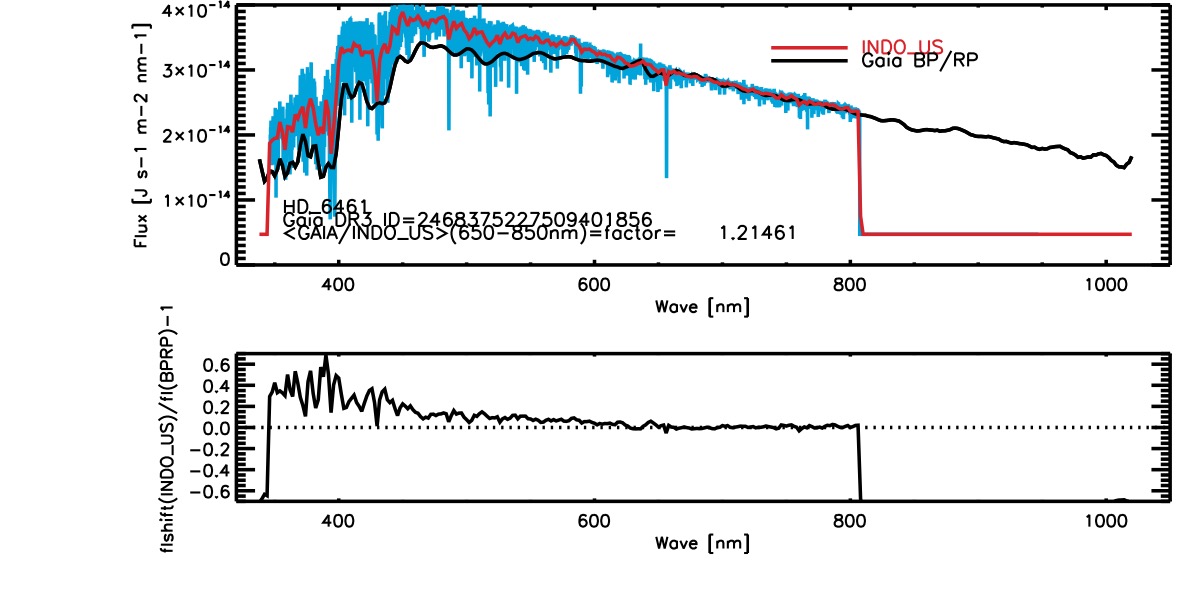 4×10−14
3×10−14
2×10−14
1×10−14
0
Flux [J s−1 m−2 nm−1]
INDO_US
Gaia BP/RP
HD_6461
Gaia DR3 ID=2468375227509401856
<GAIA/INDO_US>(650−850nm)=factor= 1.21461
400 600 800 1000
Wave [nm]
flshift(INDO_US)/fl(BPRP)−1
0.6
0.4
0.2
0.0
−0.2
−0.4
−0.6
400 600 800 1000
Wave [nm]